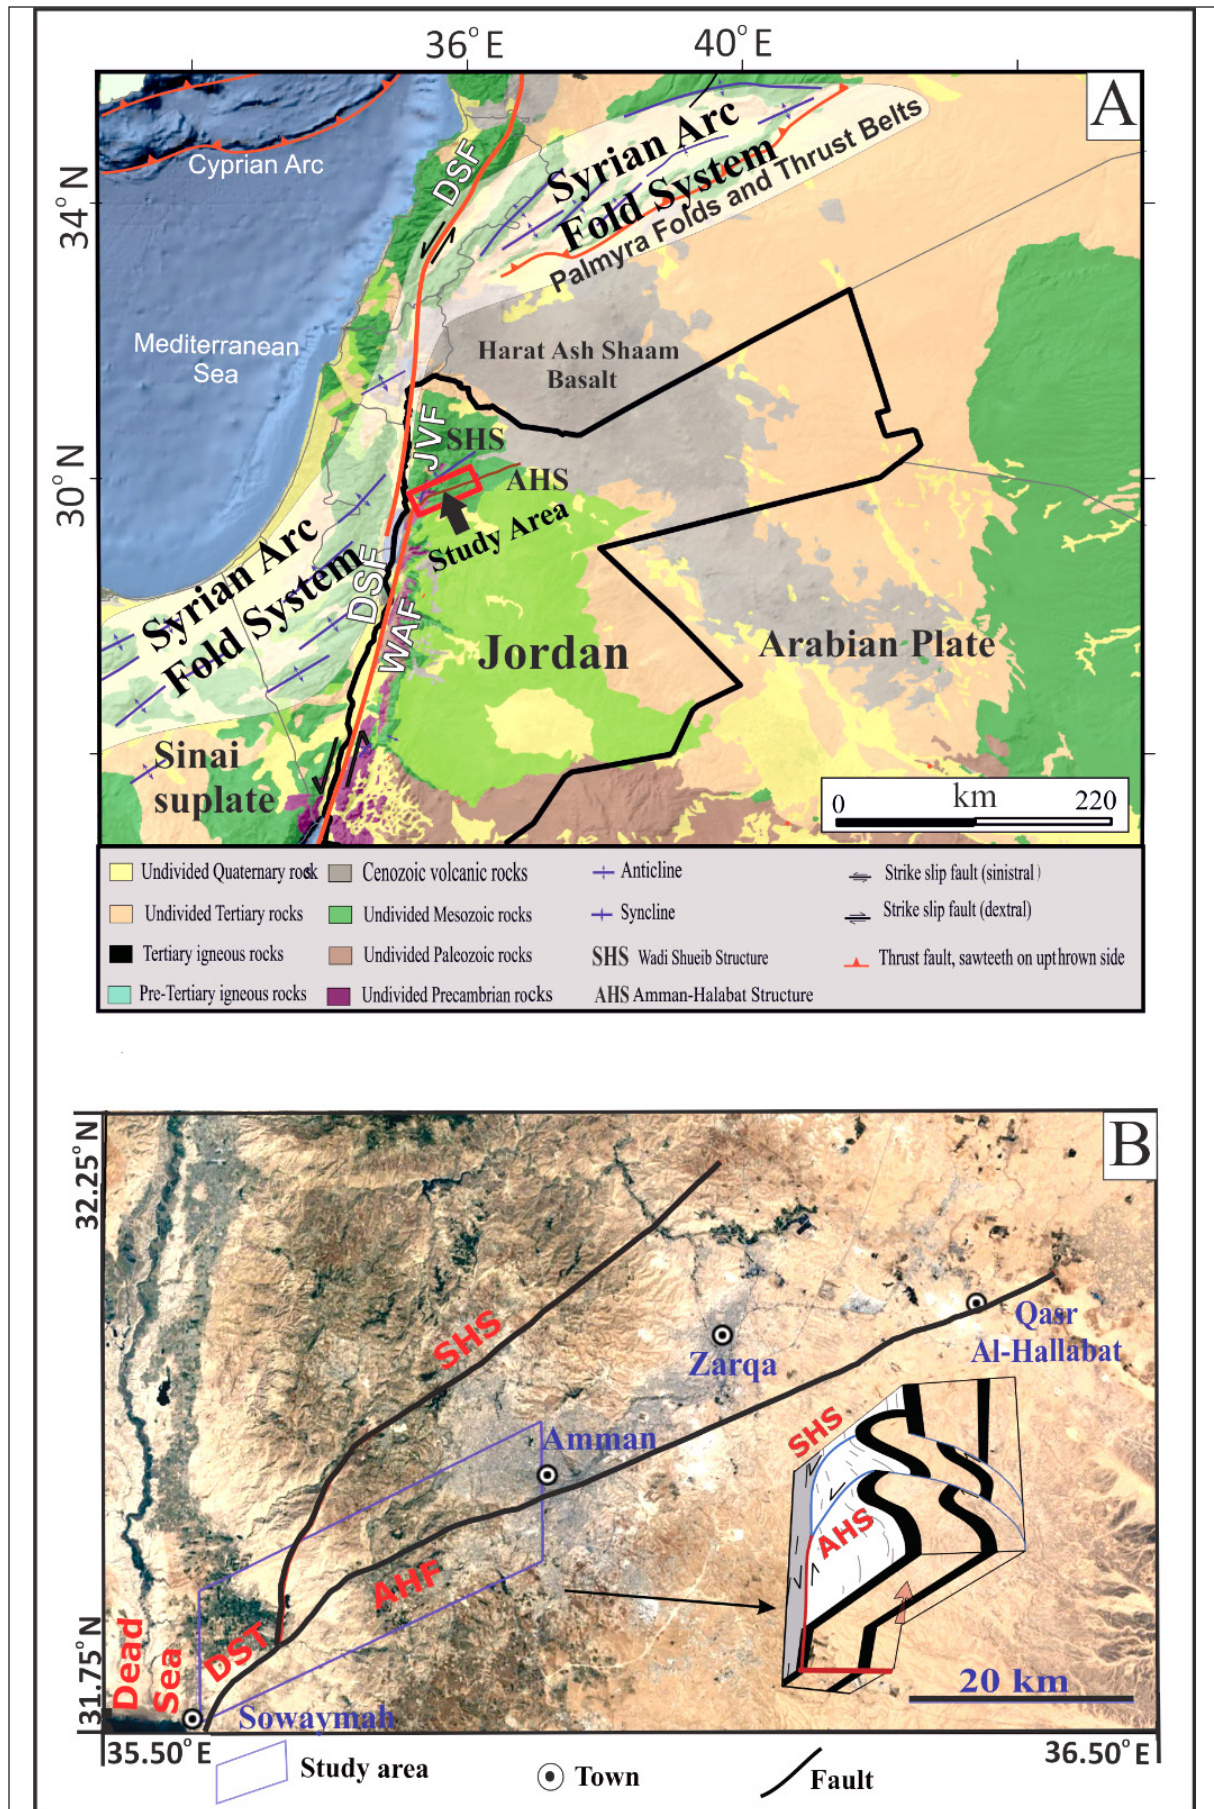 36° E
40° E
A
34° N
30° N
Cyprian Arc
DSF
Syrian Arc
Fold System
Palmyra Folds and Thrust Belts
Mediterranean
Sea
Harat Ash Shaam
Basalt
JVF
SHS
AHS
Study Area
Syrian Arc
Fold System
DSF
WAF
Jordan
Arabian Plate
Sinai
suplate
km
0
220
Undivided Quaternary rock s
Cenozoic volcanic rocks
Anticline
Strike slip fault (sinistral )
Undivided Tertiary rocks
Undivided Mesozoic rocks
Syncline
Strike slip fault (dextral)
Tertiary igneous rocks
Undivided Paleozoic rocks
SHS Wadi Shueib Structure
Thrust fault, sawteeth on upthrown side
Pre-Tertiary igneous rocks
Undivided Precambrian rocks
AHS Amman-Halabat Structure
B
32.25° N
31.75° N
SHS
Zarqa
Qasr
Al-Hallabat
Amman
AHF
SHS
AHS
DST
Dead
Sea
Sowaymah
20 km
35.50° E
36.50° E
Study area
Town
Fault